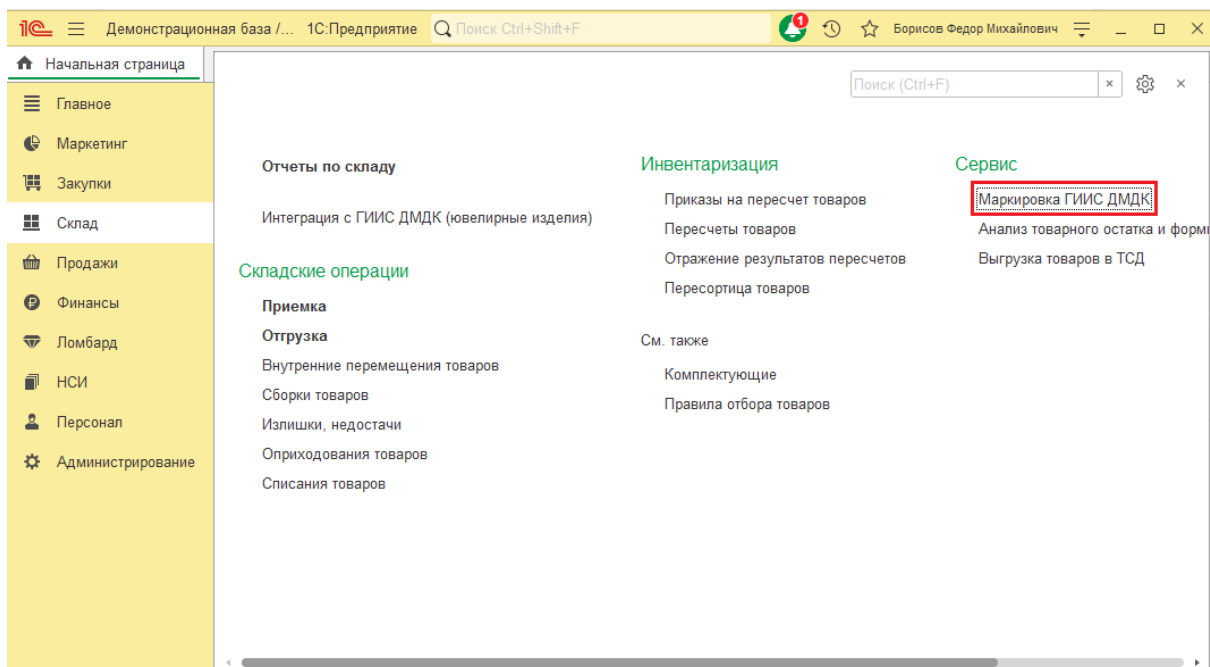 1С Демонстрационная база /... 1С:Предприятие Поиск Ctrl+Shift+F 1 Борисов Федор Михайлович
Начальная страница
Поиск (Ctrl+F)
Главное
Маркетинг
Закупки
Склад
Продажи
Финансы
Ломбард
НСИ
Персонал
Администрирование
Отчеты по складу
Интеграция с ГИИС ДМДК (ювелирные изделия)
Складские операции
Приемка
Отгрузка
Внутренние перемещения товаров
Сборки товаров
Излишки, недостачи
Оприходования товаров
Списания товаров
Инвентаризация
Приказы на пересчет товаров
Пересчеты товаров
Отражение результатов пересчетов
Пересортица товаров
См. также
Комплектующие
Правила отбора товаров
Сервис
Маркировка ГИИС ДМДК
Анализ товарного остатка и форми
Выгрузка товаров в ТСД